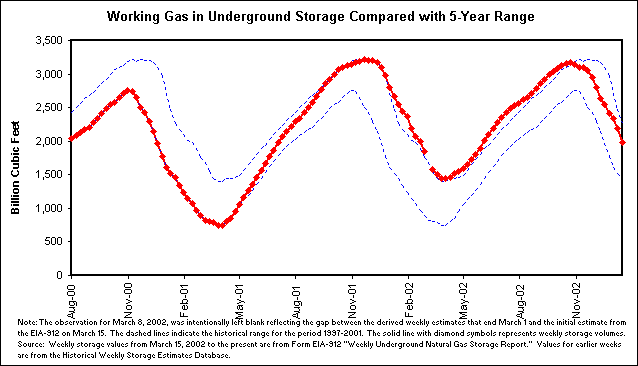 Working Gas in Underground Storage Compared with 5-Year Range
Billion Cubic Feet
3,500
3,000
2,500
2,000
1,500
1,000
500
0
Aug-00
Nov-00
Feb-01
May-01
Aug-01
Nov-01
Feb-02
May-02
Aug-02
Nov-02
Note: The observation for March 8, 2002, was intentionally left blank reflecting the gap between the derived weekly estimates that end March 1 and the initial estimate from
the EIA-912 on March 15. The dashed lines indicate the historical range for the period 1997-2001. The solid line with diamond symbols represents weekly storage volumes.
Source: Weekly storage values from March 15, 2002 to the present are from Form EIA-912 "Weekly Underground Natural Gas Storage Report." Values for earlier weeks
are from the Historical Weekly Storage Estimates Database.